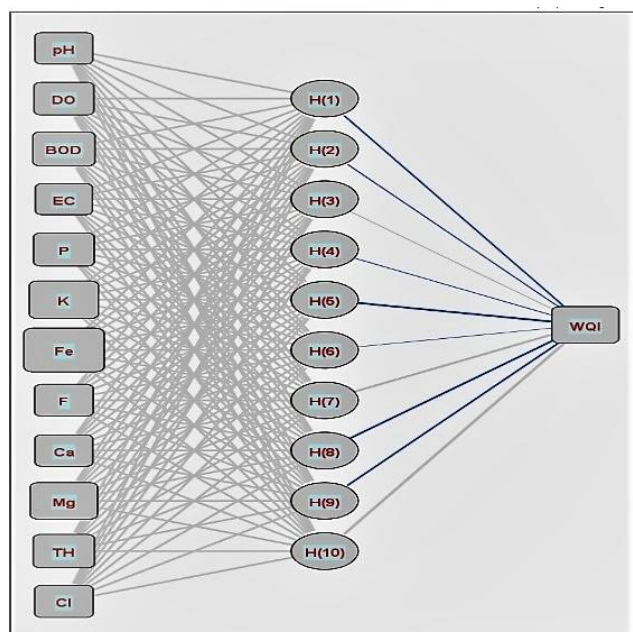 pH
DO
BOD
EC
P
K
Fe
F
Ca
Mg
TH
Cl
H(1)
H(2)
H(3)
H(4)
H(5)
H(6)
H(7)
H(8)
H(9)
H(10)
WQI